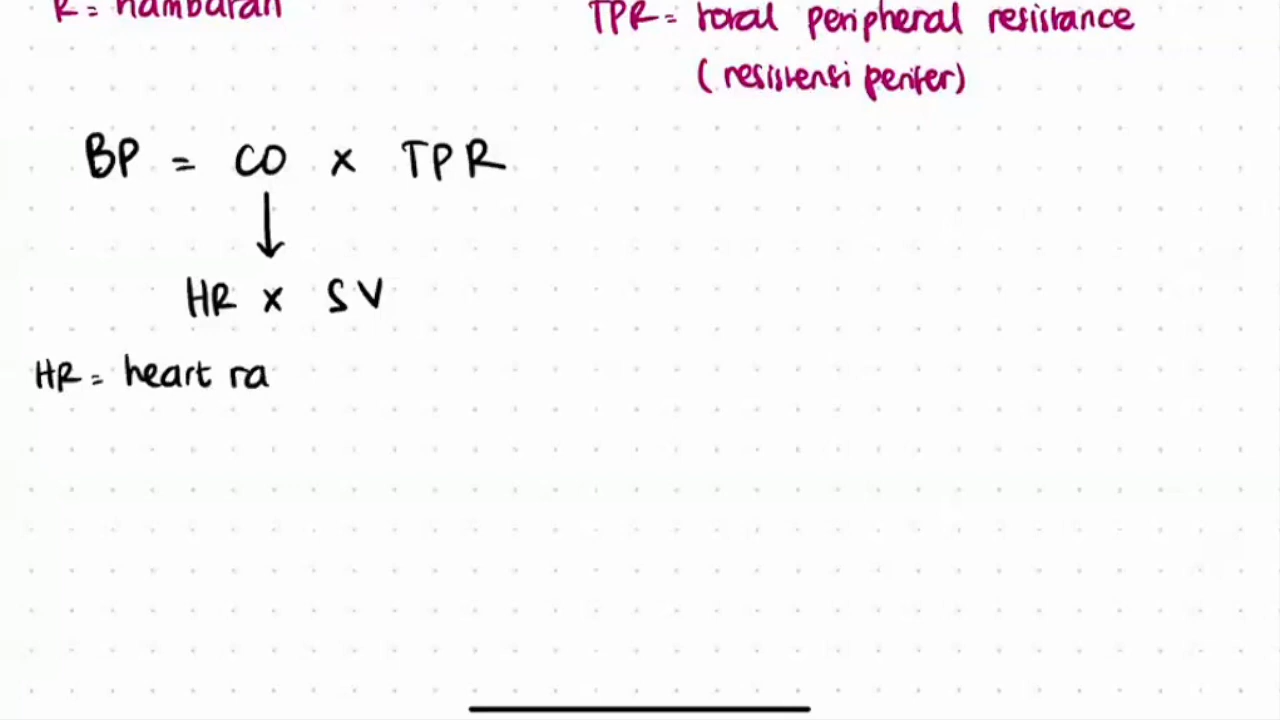 R = hambatan
TPR = total peripheral resistance
(resistensi perifer)
BP = CO x TPR
↓
HR x SV
HR = heart ra